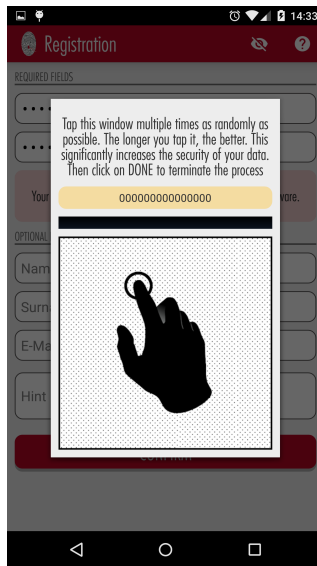 14:33
Registration
?
REQUIRED FIELDS
Tap this window multiple times as randomly as
possible. The longer you tap it, the better. This
significantly increases the security of your data.
Then click on DONE to terminate the process
Your
ware.
000000000000000
OPTIONAL
Nam
Surn
E-Ma
Hint